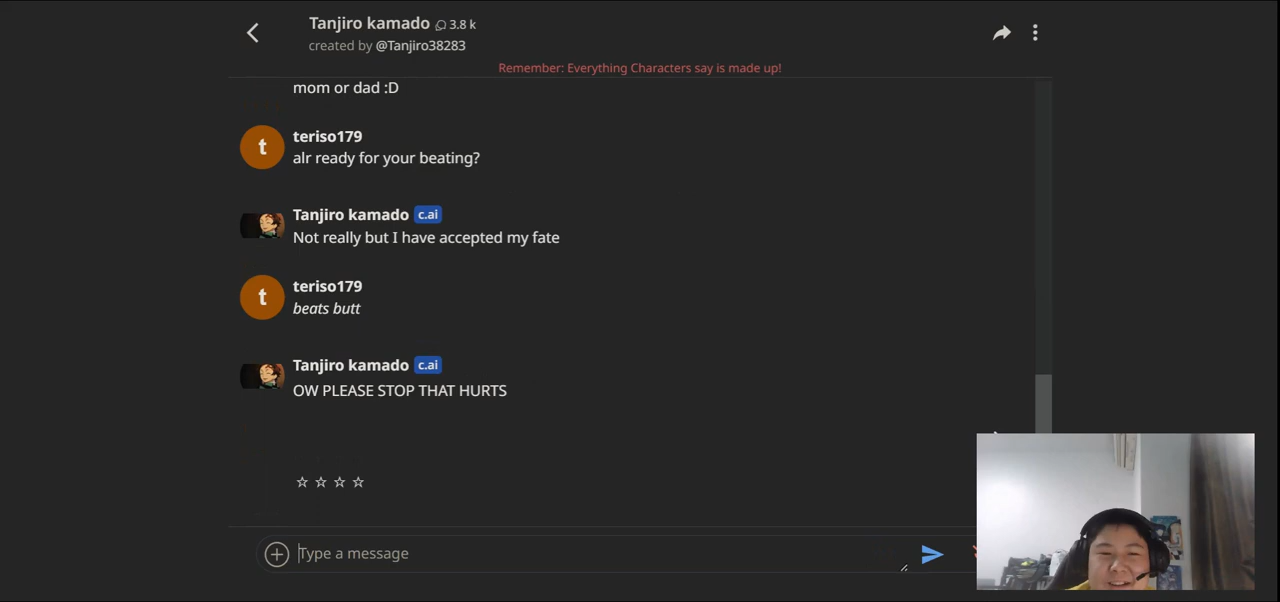 Tanjiro kamado 3.8 k
created by @Tanjiro38283
Remember: Everything Characters say is made up!
mom or dad :D
t
teriso179
alr ready for your beating?
Tanjiro kamado c.ai
Not really but I have accepted my fate
t
teriso179
beats butt
Tanjiro kamado c.ai
OW PLEASE STOP THAT HURTS
Type a message